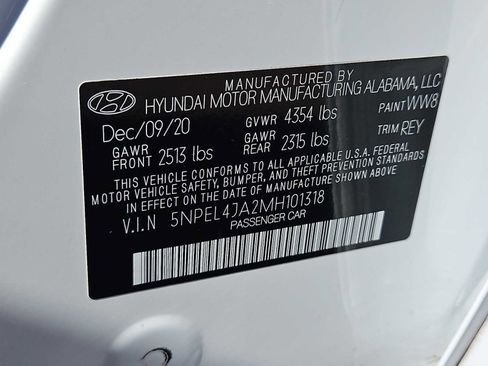 MANUFACTURED BY
HYUNDAI MOTOR MANUFACTURING ALABAMA, LLC
Dec/09/20 GVWR 4354 lbs PAINT WW8
GAWR FRONT 2513 lbs GAWR REAR 2315 lbs TRIM REY
THIS VEHICLE CONFORMS TO ALL APPLICABLE U.S.A. FEDERAL
MOTOR VEHICLE SAFETY, BUMPER, AND THEFT PREVENTION STANDARDS
IN EFFECT ON THE DATE OF MANUFACTURE SHOWN ABOVE.
V.I.N 5NPEL4JA2MH101318
PASSENGER CAR